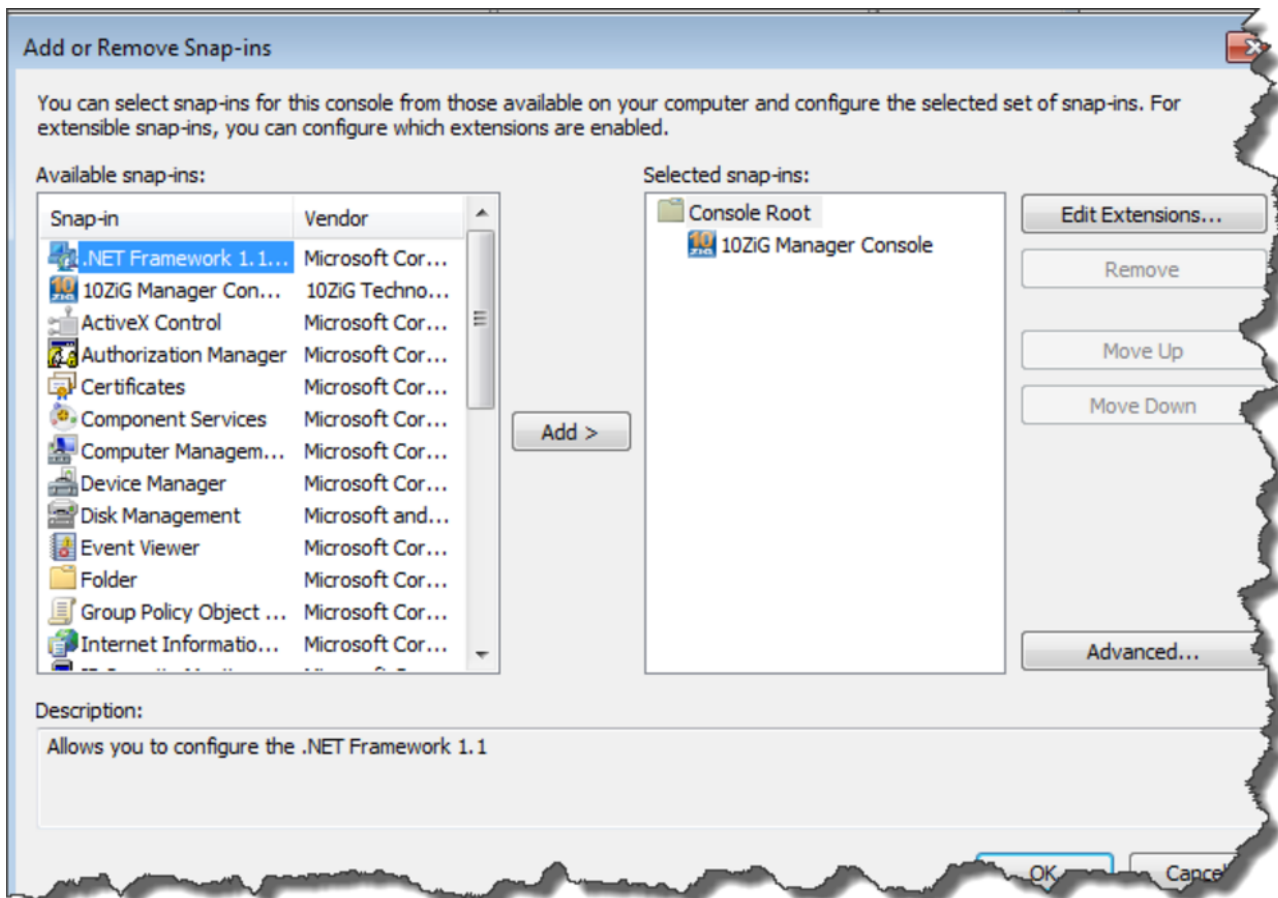 Add or Remove Snap-ins
You can select snap-ins for this console from those available on your computer and configure the selected set of snap-ins. For
extensible snap-ins, you can configure which extensions are enabled.
Available snap-ins:
Snap-in Vendor
.NET Framework 1.1... Microsoft Cor...
10ZiG Manager Con... 10ZiG Techno...
ActiveX Control Microsoft Cor...
Authorization Manager Microsoft Cor...
Certificates Microsoft Cor...
Component Services Microsoft Cor...
Computer Managem... Microsoft Cor...
Device Manager Microsoft Cor...
Disk Management Microsoft and...
Event Viewer Microsoft Cor...
Folder Microsoft Cor...
Group Policy Object ... Microsoft Cor...
Internet Informatio... Microsoft Cor...
Add >
Selected snap-ins:
Console Root
10ZiG Manager Console
Edit Extensions...
Remove
Move Up
Move Down
Advanced...
Description:
Allows you to configure the .NET Framework 1.1
OK Cancel